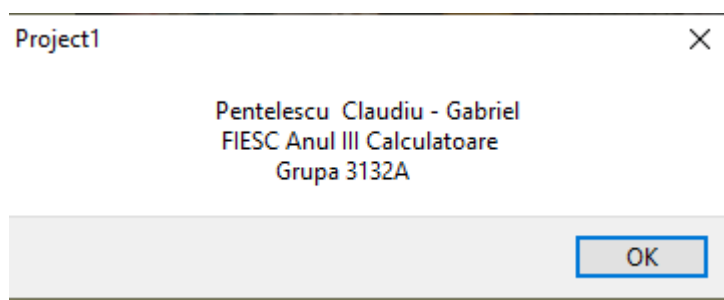 Project1
Pentelescu  Claudiu - Gabriel
FIESC Anul III Calculatoare
Grupa 3132A
OK